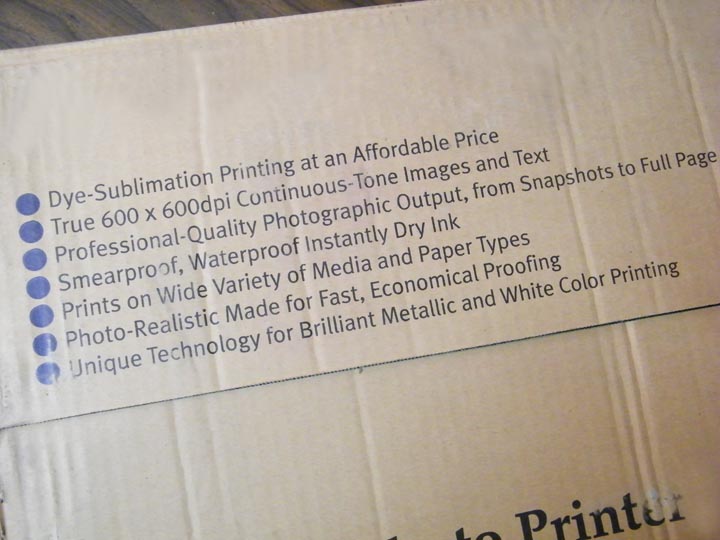 Dye-Sublimation Printing at an Affordable Price
True 600 x 600dpi Continuous-Tone Images and Text
Professional-Quality Photographic Output, from Snapshots to Full Page
Smearproof, Waterproof Instantly Dry Ink
Prints on Wide Variety of Media and Paper Types
Photo-Realistic Made for Fast, Economical Proofing
Unique Technology for Brilliant Metallic and White Color Printing
Printer